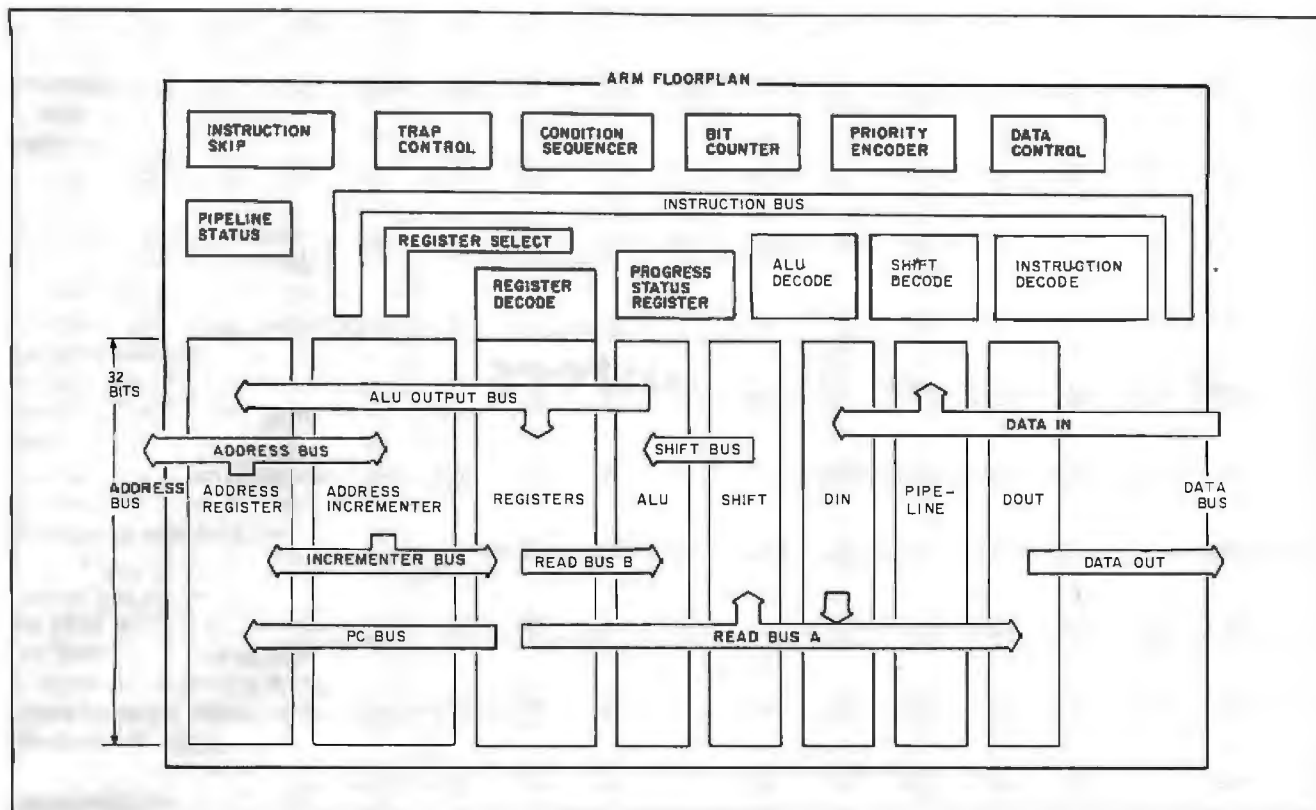 ARM FLOORPLAN
INSTRUCTION
SKIP
TRAP
CONTROL
CONDITION
SEQUENCER
BIT
COUNTER
PRIORITY
ENCODER
DATA
CONTROL
INSTRUCTION BUS
PIPELINE
STATUS
REGISTER SELECT
REGISTER
DECODE
PROGRESS
STATUS
REGISTER
ALU
DECODE
SHIFT
DECODE
INSTRUCTION
DECODE
32
BITS
ALU OUTPUT BUS
DATA IN
ADDRESS BUS
SHIFT BUS
ADDRESS
BUS
ADDRESS
REGISTER
ADDRESS
INCREMENTER
REGISTERS
ALU
SHIFT
DIN
PIPE-
LINE
DOUT
DATA
BUS
INCREMENTER BUS
READ BUS B
DATA OUT
PC BUS
READ BUS A